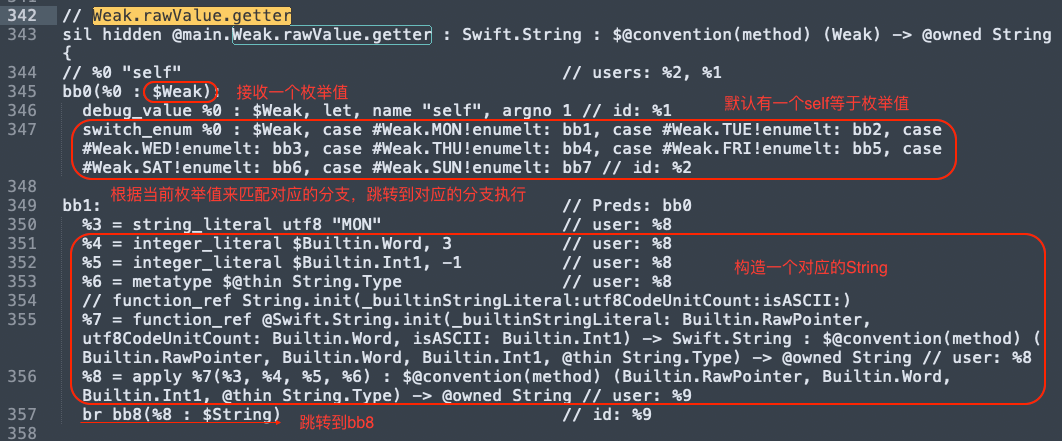 342 // Weak.rawValue.getter
343 sil hidden @main.Weak.rawValue.getter : Swift.String : $@convention(method) (Weak) -> @owned String
{
344 // %0 "self" // users: %2, %1
345 bb0(%0 : $Weak): 接收一个枚举值
默认有一个self等于枚举值
346 debug_value %0 : $Weak, let, name "self", argno 1 // id: %1
347 switch_enum %0 : $Weak, case #Weak.MON!enumelt: bb1, case #Weak.TUE!enumelt: bb2, case
#Weak.WED!enumelt: bb3, case #Weak.THU!enumelt: bb4, case #Weak.FRI!enumelt: bb5, case
#Weak.SAT!enumelt: bb6, case #Weak.SUN!enumelt: bb7 // id: %2
348
根据当前枚举值来匹配对应的分支，跳转到对应的分支执行
349 bb1: // Preds: bb0
350 %3 = string_literal utf8 "MON" // user: %8
351 %4 = integer_literal $Builtin.Word, 3 // user: %8
352 %5 = integer_literal $Builtin.Int1, -1 // user: %8
构造一个对应的String
353 %6 = metatype $@thin String.Type // user: %8
354 // function_ref String.init(_builtinStringLiteral:utf8CodeUnitCount:isASCII:)
355 %7 = function_ref @Swift.String.init(_builtinStringLiteral: Builtin.RawPointer,
utf8CodeUnitCount: Builtin.Word, isASCII: Builtin.Int1) -> Swift.String : $@convention(method) (
Builtin.RawPointer, Builtin.Word, Builtin.Int1, @thin String.Type) -> @owned String // user: %8
356 %8 = apply %7(%3, %4, %5, %6) : $@convention(method) (Builtin.RawPointer, Builtin.Word,
Builtin.Int1, @thin String.Type) -> @owned String // user: %9
357 br bb8(%8 : $String) // id: %9
跳转到bb8
358